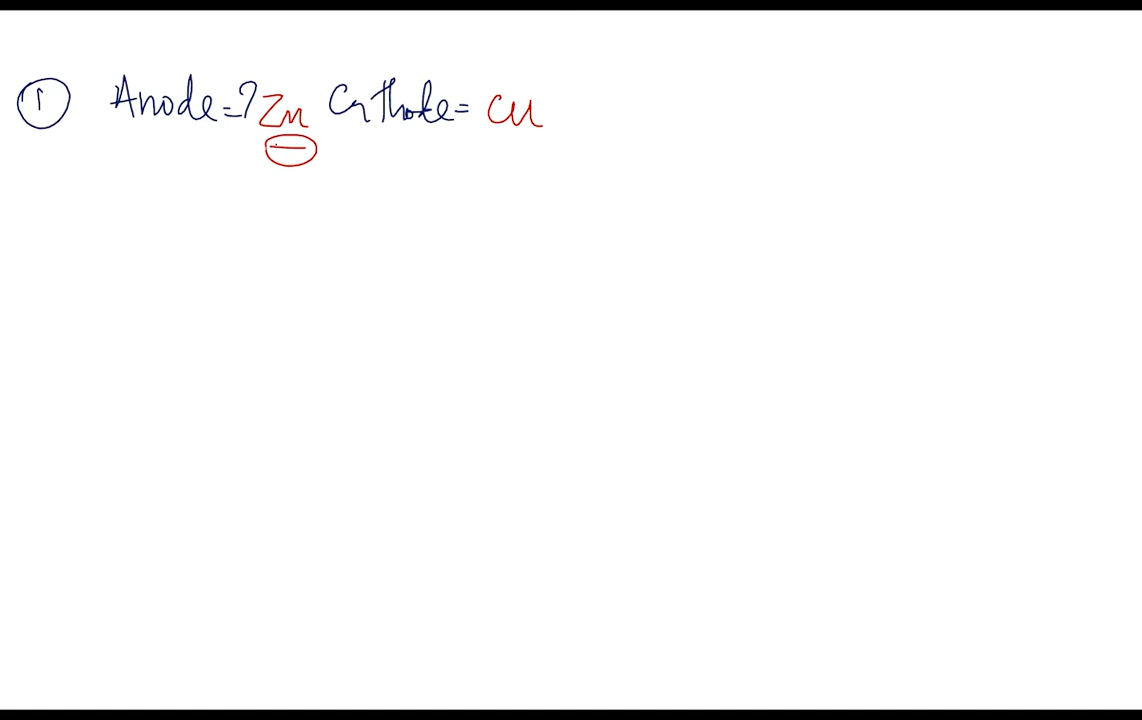 ① Anode=? Zn Cathode= Cu
⊖